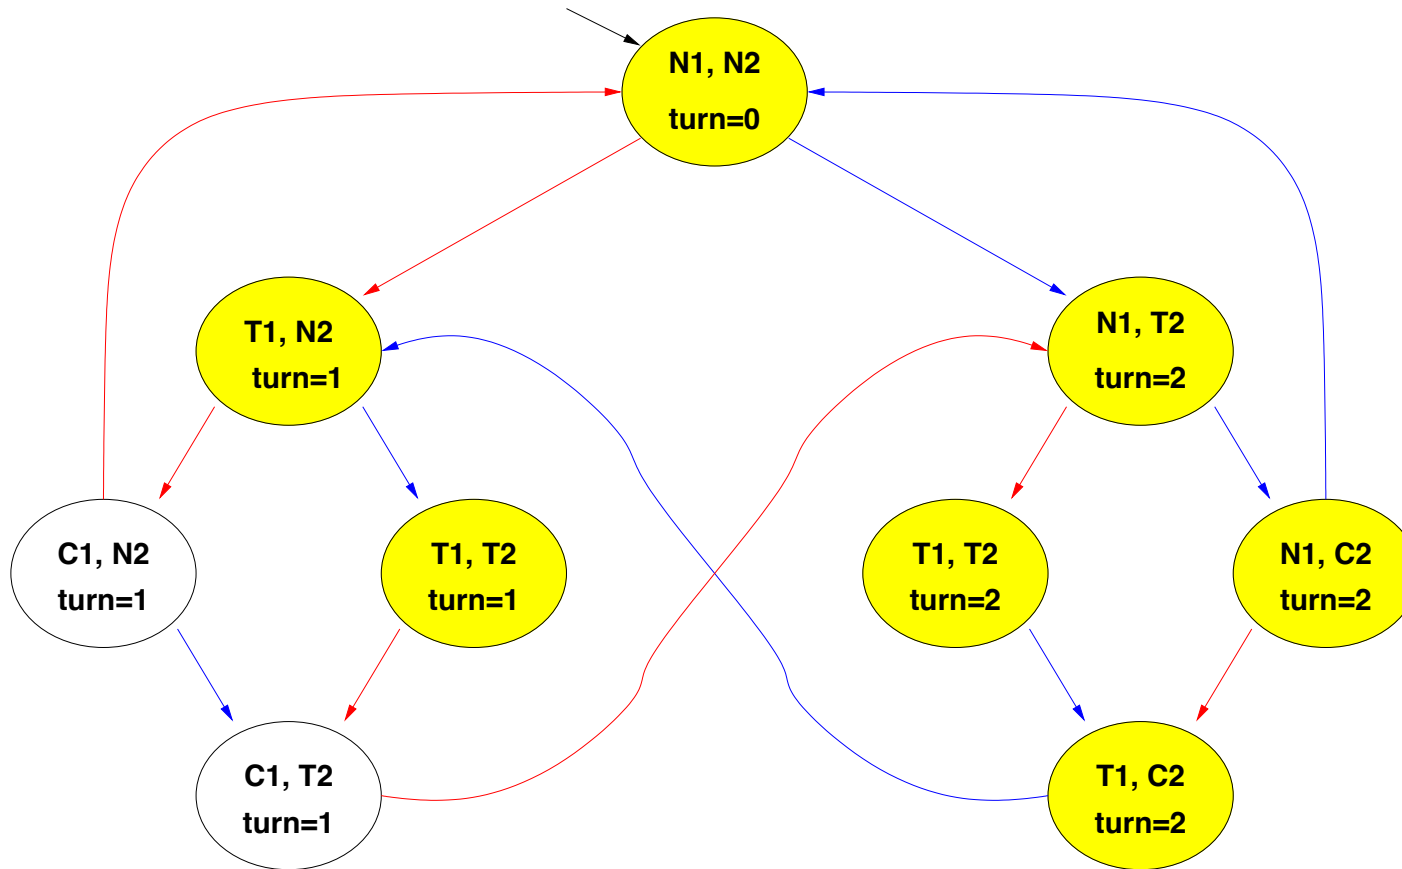 N1, N2
turn=0
T1, N2
turn=1
N1, T2
turn=2
C1, N2
turn=1
T1, T2
turn=1
T1, T2
turn=2
N1, C2
turn=2
C1, T2
turn=1
T1, C2
turn=2